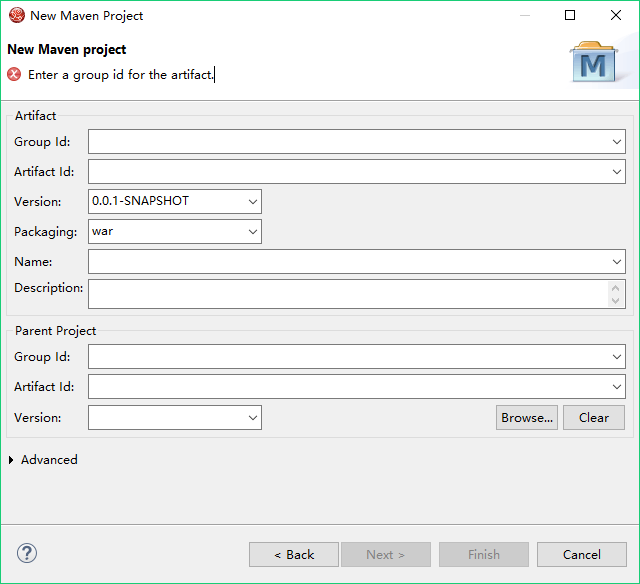 New Maven Project
New Maven project
Enter a group id for the artifact.
M
Artifact
Group Id:
Artifact Id:
Version: 0.0.1-SNAPSHOT
Packaging: war
Name:
Description:
Parent Project
Group Id:
Artifact Id:
Version: Browse... Clear
Advanced
? < Back Next > Finish Cancel